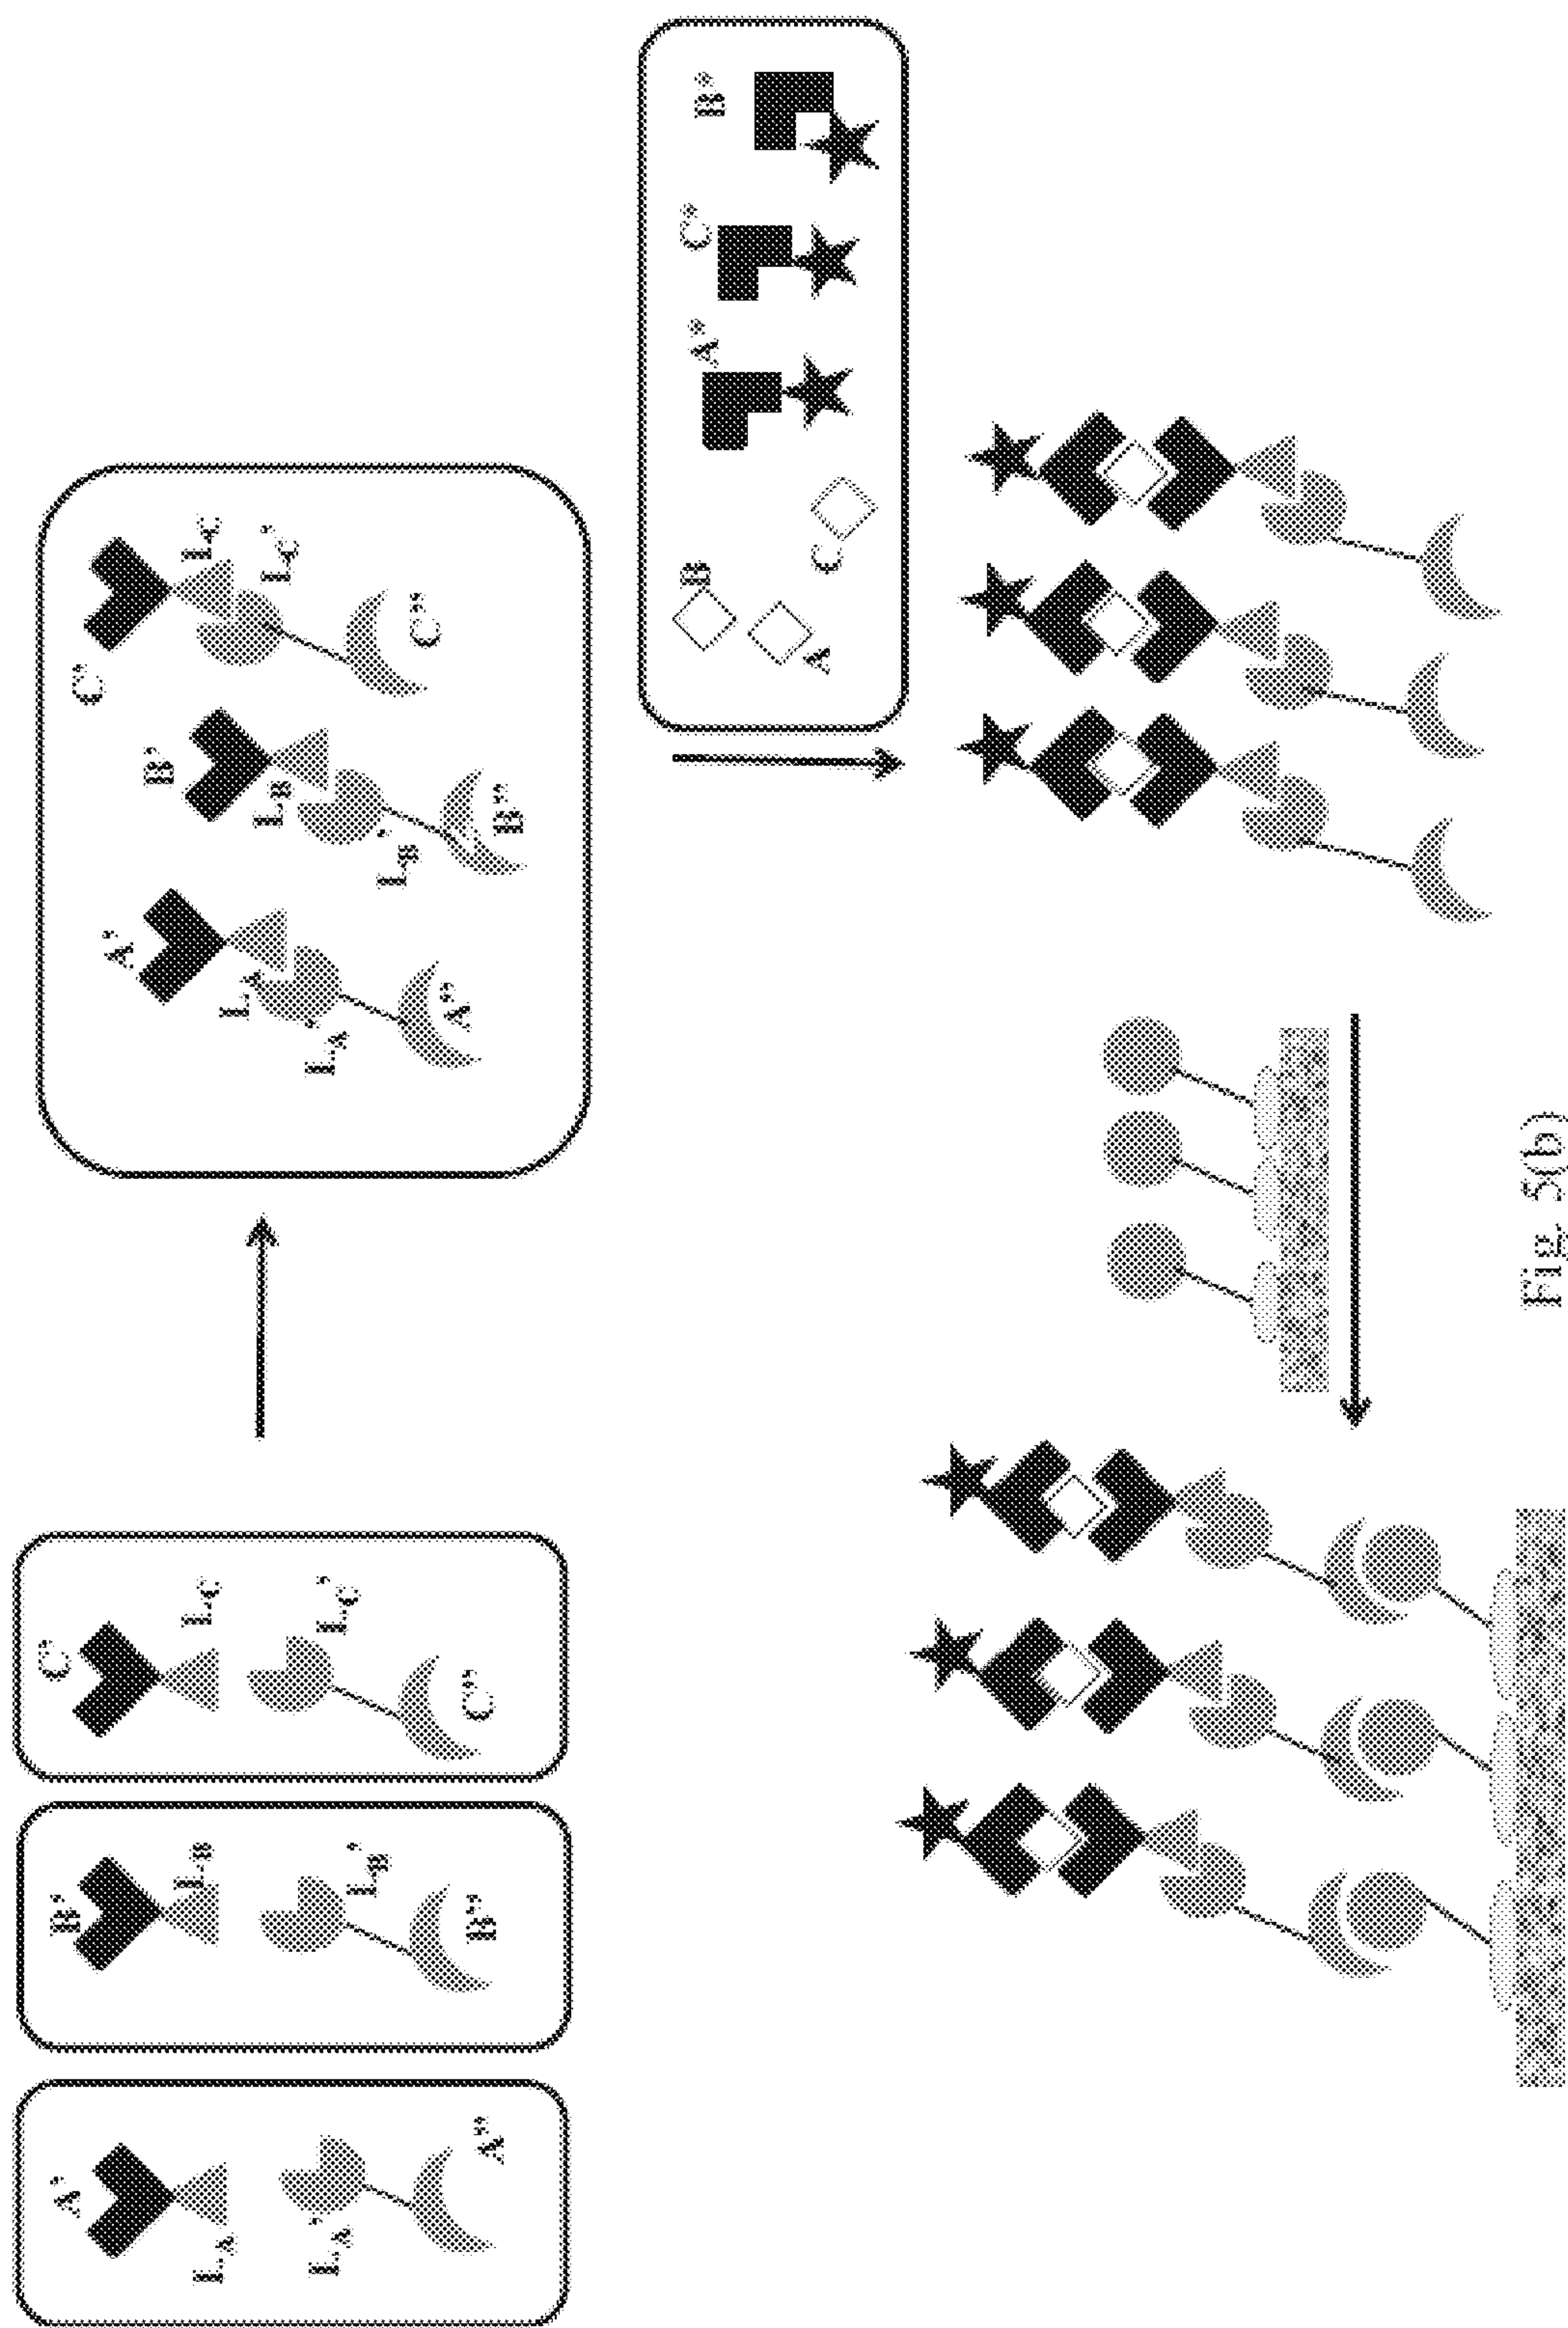 A'
L_A
L_A'
A''
B'
L_B
L_B'
B''
C'
L_C
L_C'
C''
A'
L_A
L_A'
A''
B'
L_B
L_B'
B''
C'
L_C
L_C'
C''
B
A
C
A*
C*
B*
Fig. 5(b)